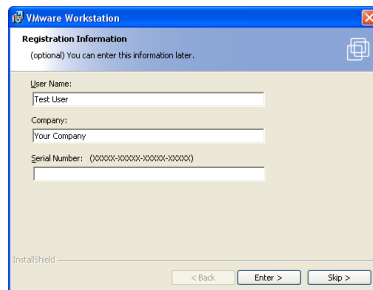 VMware Workstation
Registration Information
(optional) You can enter this information later.
User Name:
Test User
Company:
Your Company
Serial Number: (XXXXX-XXXXX-XXXXX-XXXXX)
InstallShield
< Back Enter > Skip >